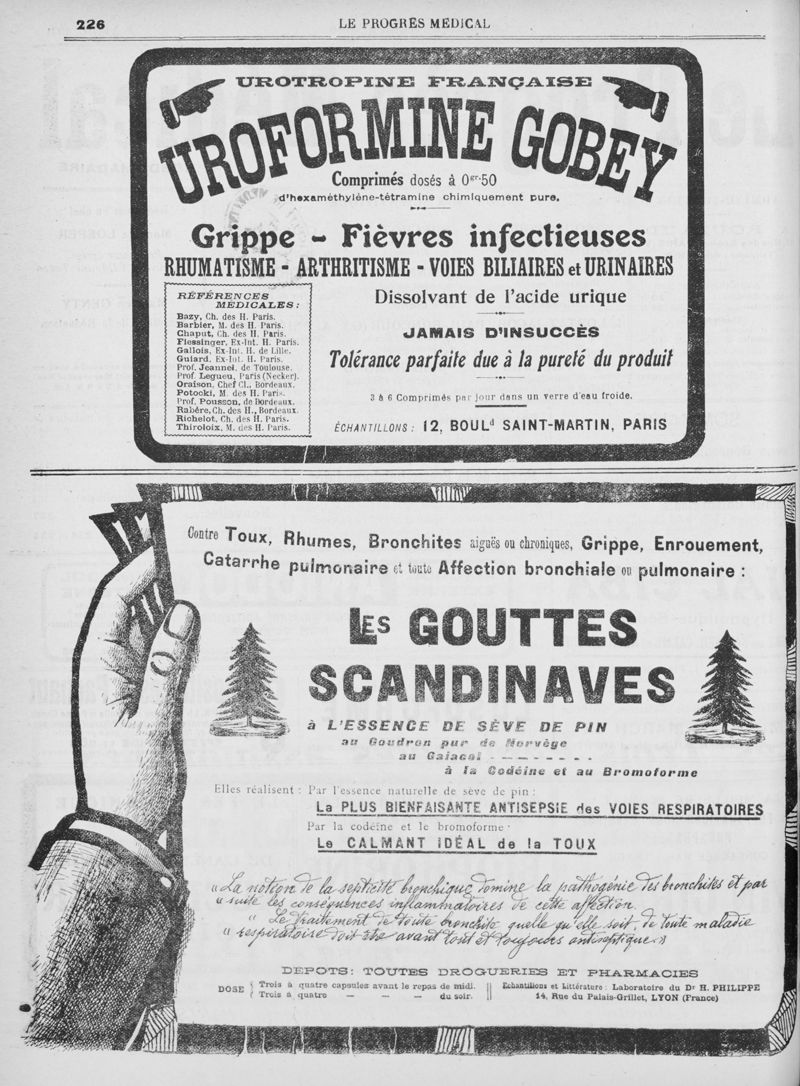 226
LE PROGRÈS MÉDICAL
UROTROPINE FRANÇAISE
UROFORMINE GOBEY
Comprimés dosés à 0gr.50
d'hexaméthylène-tétramine chimiquement pure.
Grippe - Fièvres infectieuses
RHUMATISME - ARTHRITISME - VOIES BILIAIRES et URINAIRES
RÉFÉRENCES
MÉDICALES :
Bazy, Ch. des H. Paris.
Barbier, M. des H. Paris.
Chaput, Ch. des H. Paris.
Flessinger, Ex-Int. H. Paris.
Gallois, Ex-Int. H. de Lille.
Guiard, Ex-Int. H. Paris.
Prof. Jeannel, de Toulouse.
Prof. Legueu, Paris (Necker).
Oraison, Chef Cl., Bordeaux.
Potocki, M. des H. Paris.
Prof. Pousson, de Bordeaux.
Rabère, Ch. des H., Bordeaux.
Richelot, Ch. des H. Paris.
Thiroloix, M. des H. Paris.
Dissolvant de l'acide urique
JAMAIS D'INSUCCÈS
Tolérance parfaite due à la pureté du produit
3 à 6 Comprimés par jour dans un verre d'eau froide.
ÉCHANTILLONS : 12, BOULd SAINT-MARTIN, PARIS
Contre Toux, Rhumes, Bronchites aiguës ou chroniques, Grippe, Enrouement,
Catarrhe pulmonaire et toute Affection bronchiale ou pulmonaire :
LES GOUTTES
SCANDINAVES
à L'ESSENCE DE SÈVE DE PIN
au Goudron pur de Norvège
au Gaïacol
à la Codéine et au Bromoforme
Elles réalisent : Par l'essence naturelle de sève de pin :
La PLUS BIENFAISANTE ANTISEPSIE des VOIES RESPIRATOIRES
Par la codéine et le bromoforme :
Le CALMANT IDÉAL de la TOUX
"La notion de la septicité bronchique domine la pathogénie des bronchites et par
" suite les conséquences inflammatoires de cette affection.
" Le traitement de toute bronchite quelle qu'elle soit, de toute maladie
" respiratoire doit être avant tout et toujours antiseptique. »
DEPOTS: TOUTES DROGUERIES ET PHARMACIES
DOSE { Trois à quatre capsules avant le repas de midi.
Trois à quatre — — — du soir.
Echantillons et Littérature : Laboratoire du Dr H. PHILIPPE
14, Rue du Palais-Grillet, LYON (France)